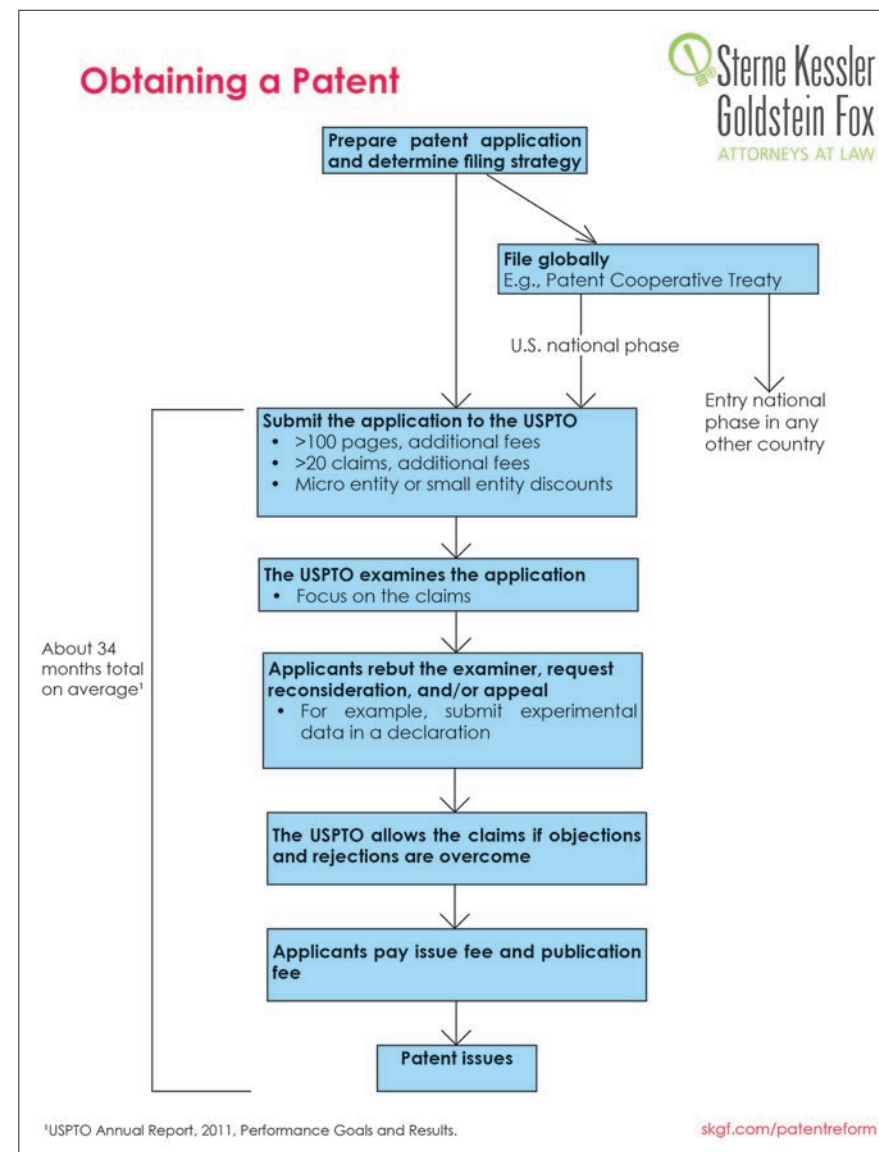 Obtaining a Patent
Sterne Kessler
Goldstein Fox
ATTORNEYS AT LAW
Prepare patent application
and determine filing strategy
File globally
E.g., Patent Cooperative Treaty
U.S. national phase
Entry national
phase in any
other country
Submit the application to the USPTO
• >100 pages, additional fees
• >20 claims, additional fees
• Micro entity or small entity discounts
The USPTO examines the application
• Focus on the claims
About 34
months total
on average¹
Applicants rebut the examiner, request
reconsideration, and/or appeal
• For example, submit experimental
data in a declaration
The USPTO allows the claims if objections
and rejections are overcome
Applicants pay issue fee and publication
fee
Patent issues
¹USPTO Annual Report, 2011, Performance Goals and Results.
skgf.com/patentreform